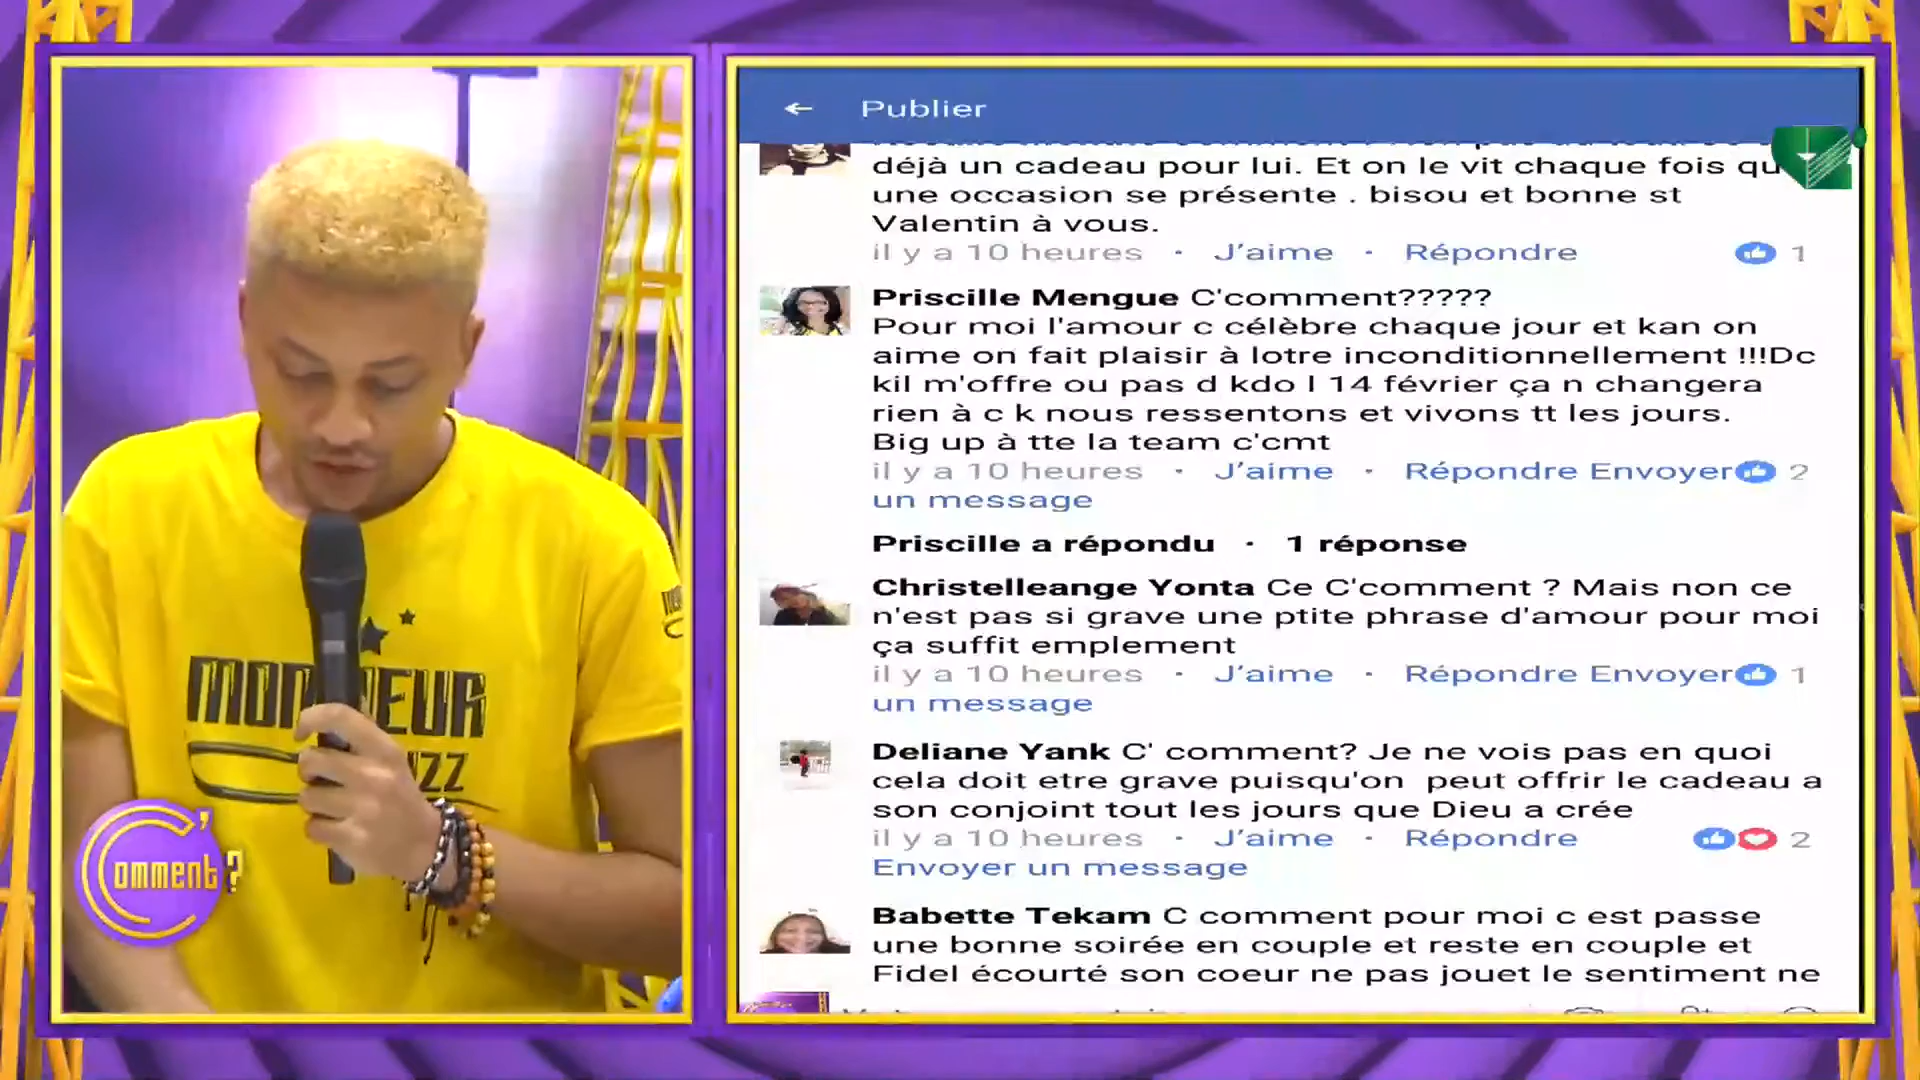 Publier
déjà un cadeau pour lui. Et on le vit chaque fois qu
une occasion se présente . bisou et bonne st
Valentin à vous.
il y a 10 heures · J'aime · Répondre 1
Priscille Mengue C'comment?????
Pour moi l'amour c célèbre chaque jour et kan on
aime on fait plaisir à lotre inconditionnellement !!!Dc
kil m'offre ou pas d kdo l 14 février ça n changera
rien à c k nous ressentons et vivons tt les jours.
Big up à tte la team c'cmt
il y a 10 heures · J'aime · Répondre Envoyer 2
un message
Priscille a répondu · 1 réponse
Christelleange Yonta Ce C'comment ? Mais non ce
n'est pas si grave une ptite phrase d'amour pour moi
ça suffit emplement
il y a 10 heures · J'aime · Répondre Envoyer 1
un message
Deliane Yank C' comment? Je ne vois pas en quoi
cela doit etre grave puisqu'on peut offrir le cadeau a
son conjoint tout les jours que Dieu a crée
il y a 10 heures · J'aime · Répondre 2
Envoyer un message
Babette Tekam C comment pour moi c est passe
une bonne soirée en couple et reste en couple et
Fidel écourté son coeur ne pas jouet le sentiment ne
C'omment ?